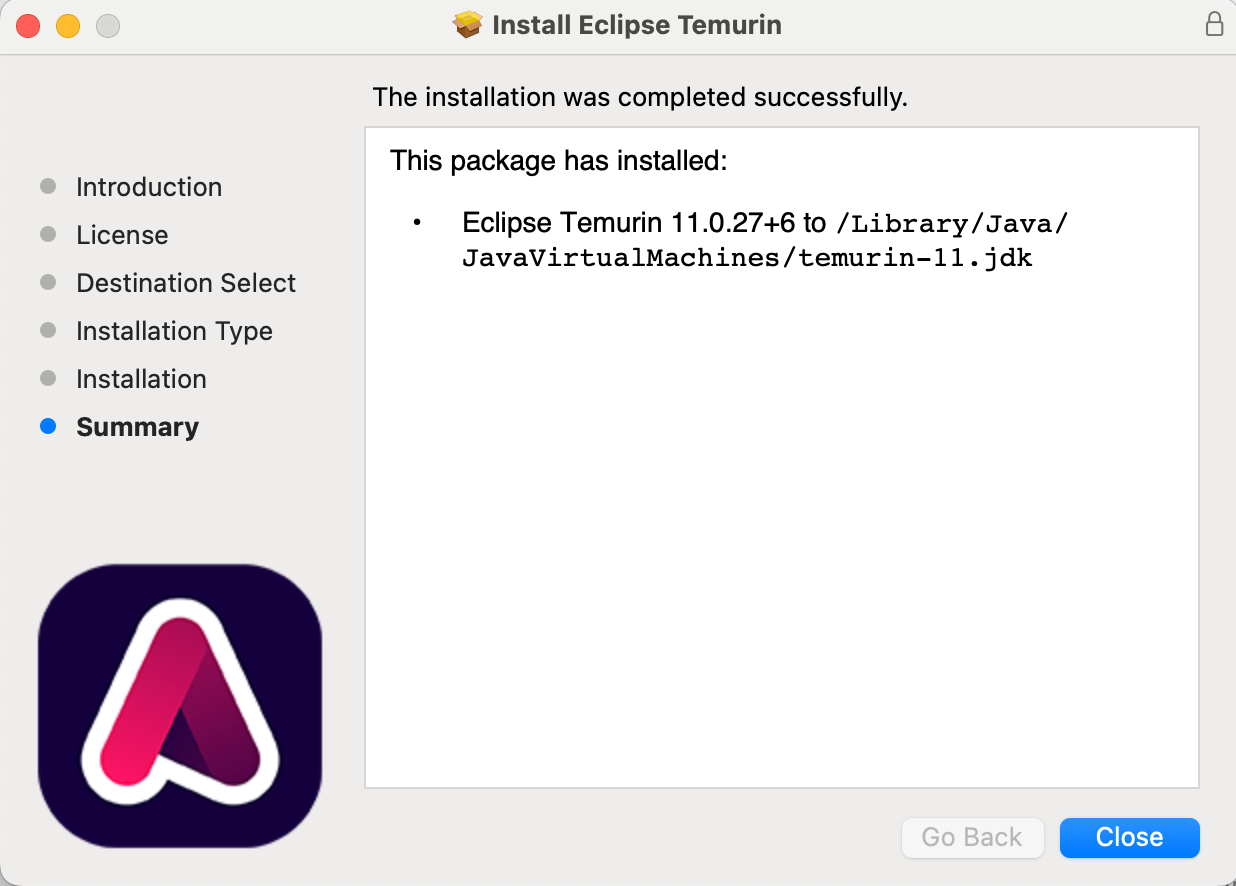 Install Eclipse Temurin
The installation was completed successfully.
Introduction
License
Destination Select
Installation Type
Installation
Summary
This package has installed:
• Eclipse Temurin 11.0.27+6 to /Library/Java/
JavaVirtualMachines/temurin-11.jdk
Go Back
Close